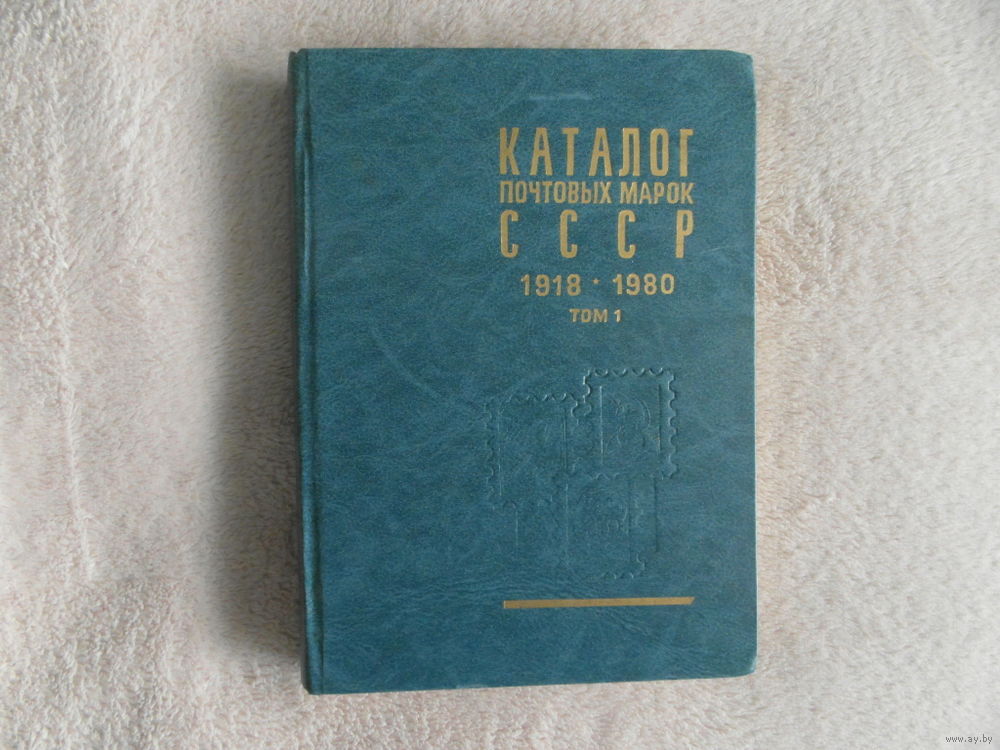 КАТАЛОГ
ПОЧТОВЫХ МАРОК
СССР
1918 * 1980
ТОМ 1
www.ay.by